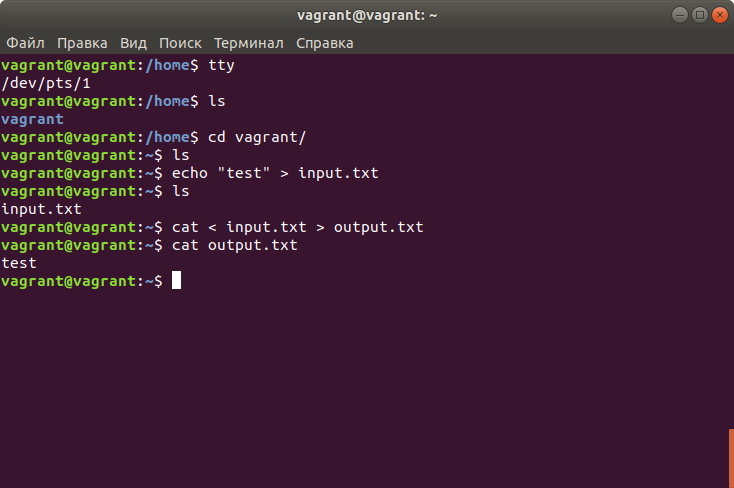 vagrant@vagrant: ~
Файл Правка Вид Поиск Терминал Справка
vagrant@vagrant:/home$ tty
/dev/pts/1
vagrant@vagrant:/home$ ls
vagrant
vagrant@vagrant:/home$ cd vagrant/
vagrant@vagrant:~$ ls
vagrant@vagrant:~$ echo "test" > input.txt
vagrant@vagrant:~$ ls
input.txt
vagrant@vagrant:~$ cat < input.txt > output.txt
vagrant@vagrant:~$ cat output.txt
test
vagrant@vagrant:~$